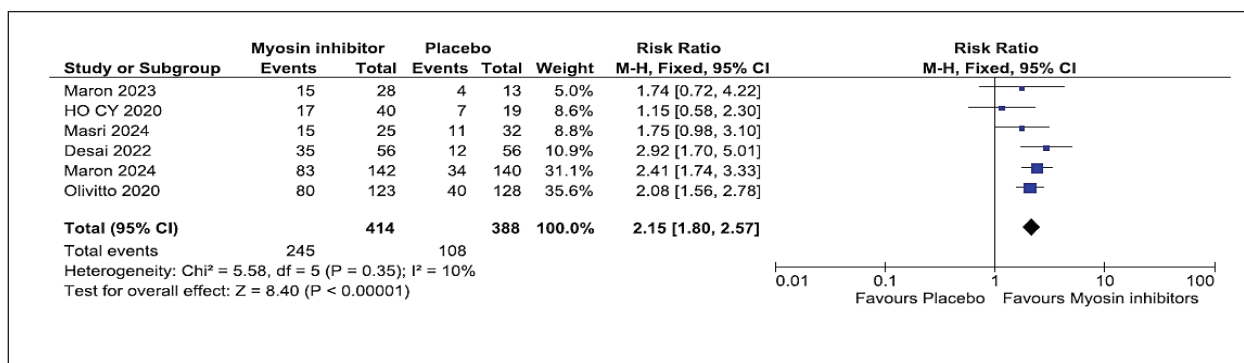 Myosin inhibitor Placebo Risk Ratio Risk Ratio
Study or Subgroup Events Total Events Total Weight M-H, Fixed, 95% CI M-H, Fixed, 95% CI
Maron 2023 15 28 4 13 5.0% 1.74 [0.72, 4.22]
HO CY 2020 17 40 7 19 8.6% 1.15 [0.58, 2.30]
Masri 2024 15 25 11 32 8.8% 1.75 [0.98, 3.10]
Desai 2022 35 56 12 56 10.9% 2.92 [1.70, 5.01]
Maron 2024 83 142 34 140 31.1% 2.41 [1.74, 3.33]
Olivitto 2020 80 123 40 128 35.6% 2.08 [1.56, 2.78]
Total (95% CI) 414 388 100.0% 2.15 [1.80, 2.57]
Total events 245 108
Heterogeneity: Chi² = 5.58, df = 5 (P = 0.35); I² = 10%
Test for overall effect: Z = 8.40 (P < 0.00001)
0.01 0.1 1 10 100
Favours Placebo Favours Myosin inhibitors